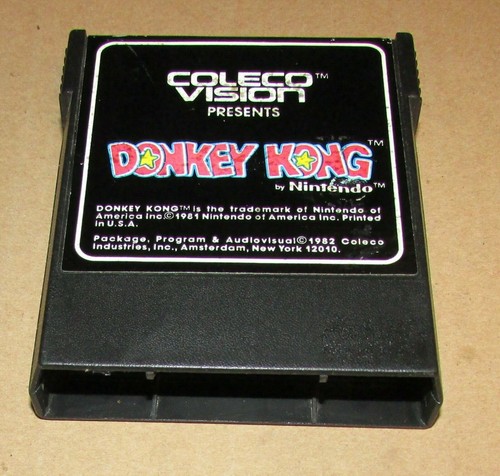 COLECO™
VISION
PRESENTS
DONKEY KONG™
by Nintendo™
DONKEY KONG™ is the trademark of Nintendo of
America Inc.©1981 Nintendo of America Inc. Printed
in U.S.A.
Package, Program & Audiovisual©1982 Coleco
Industries, Inc., Amsterdam, New York 12010.